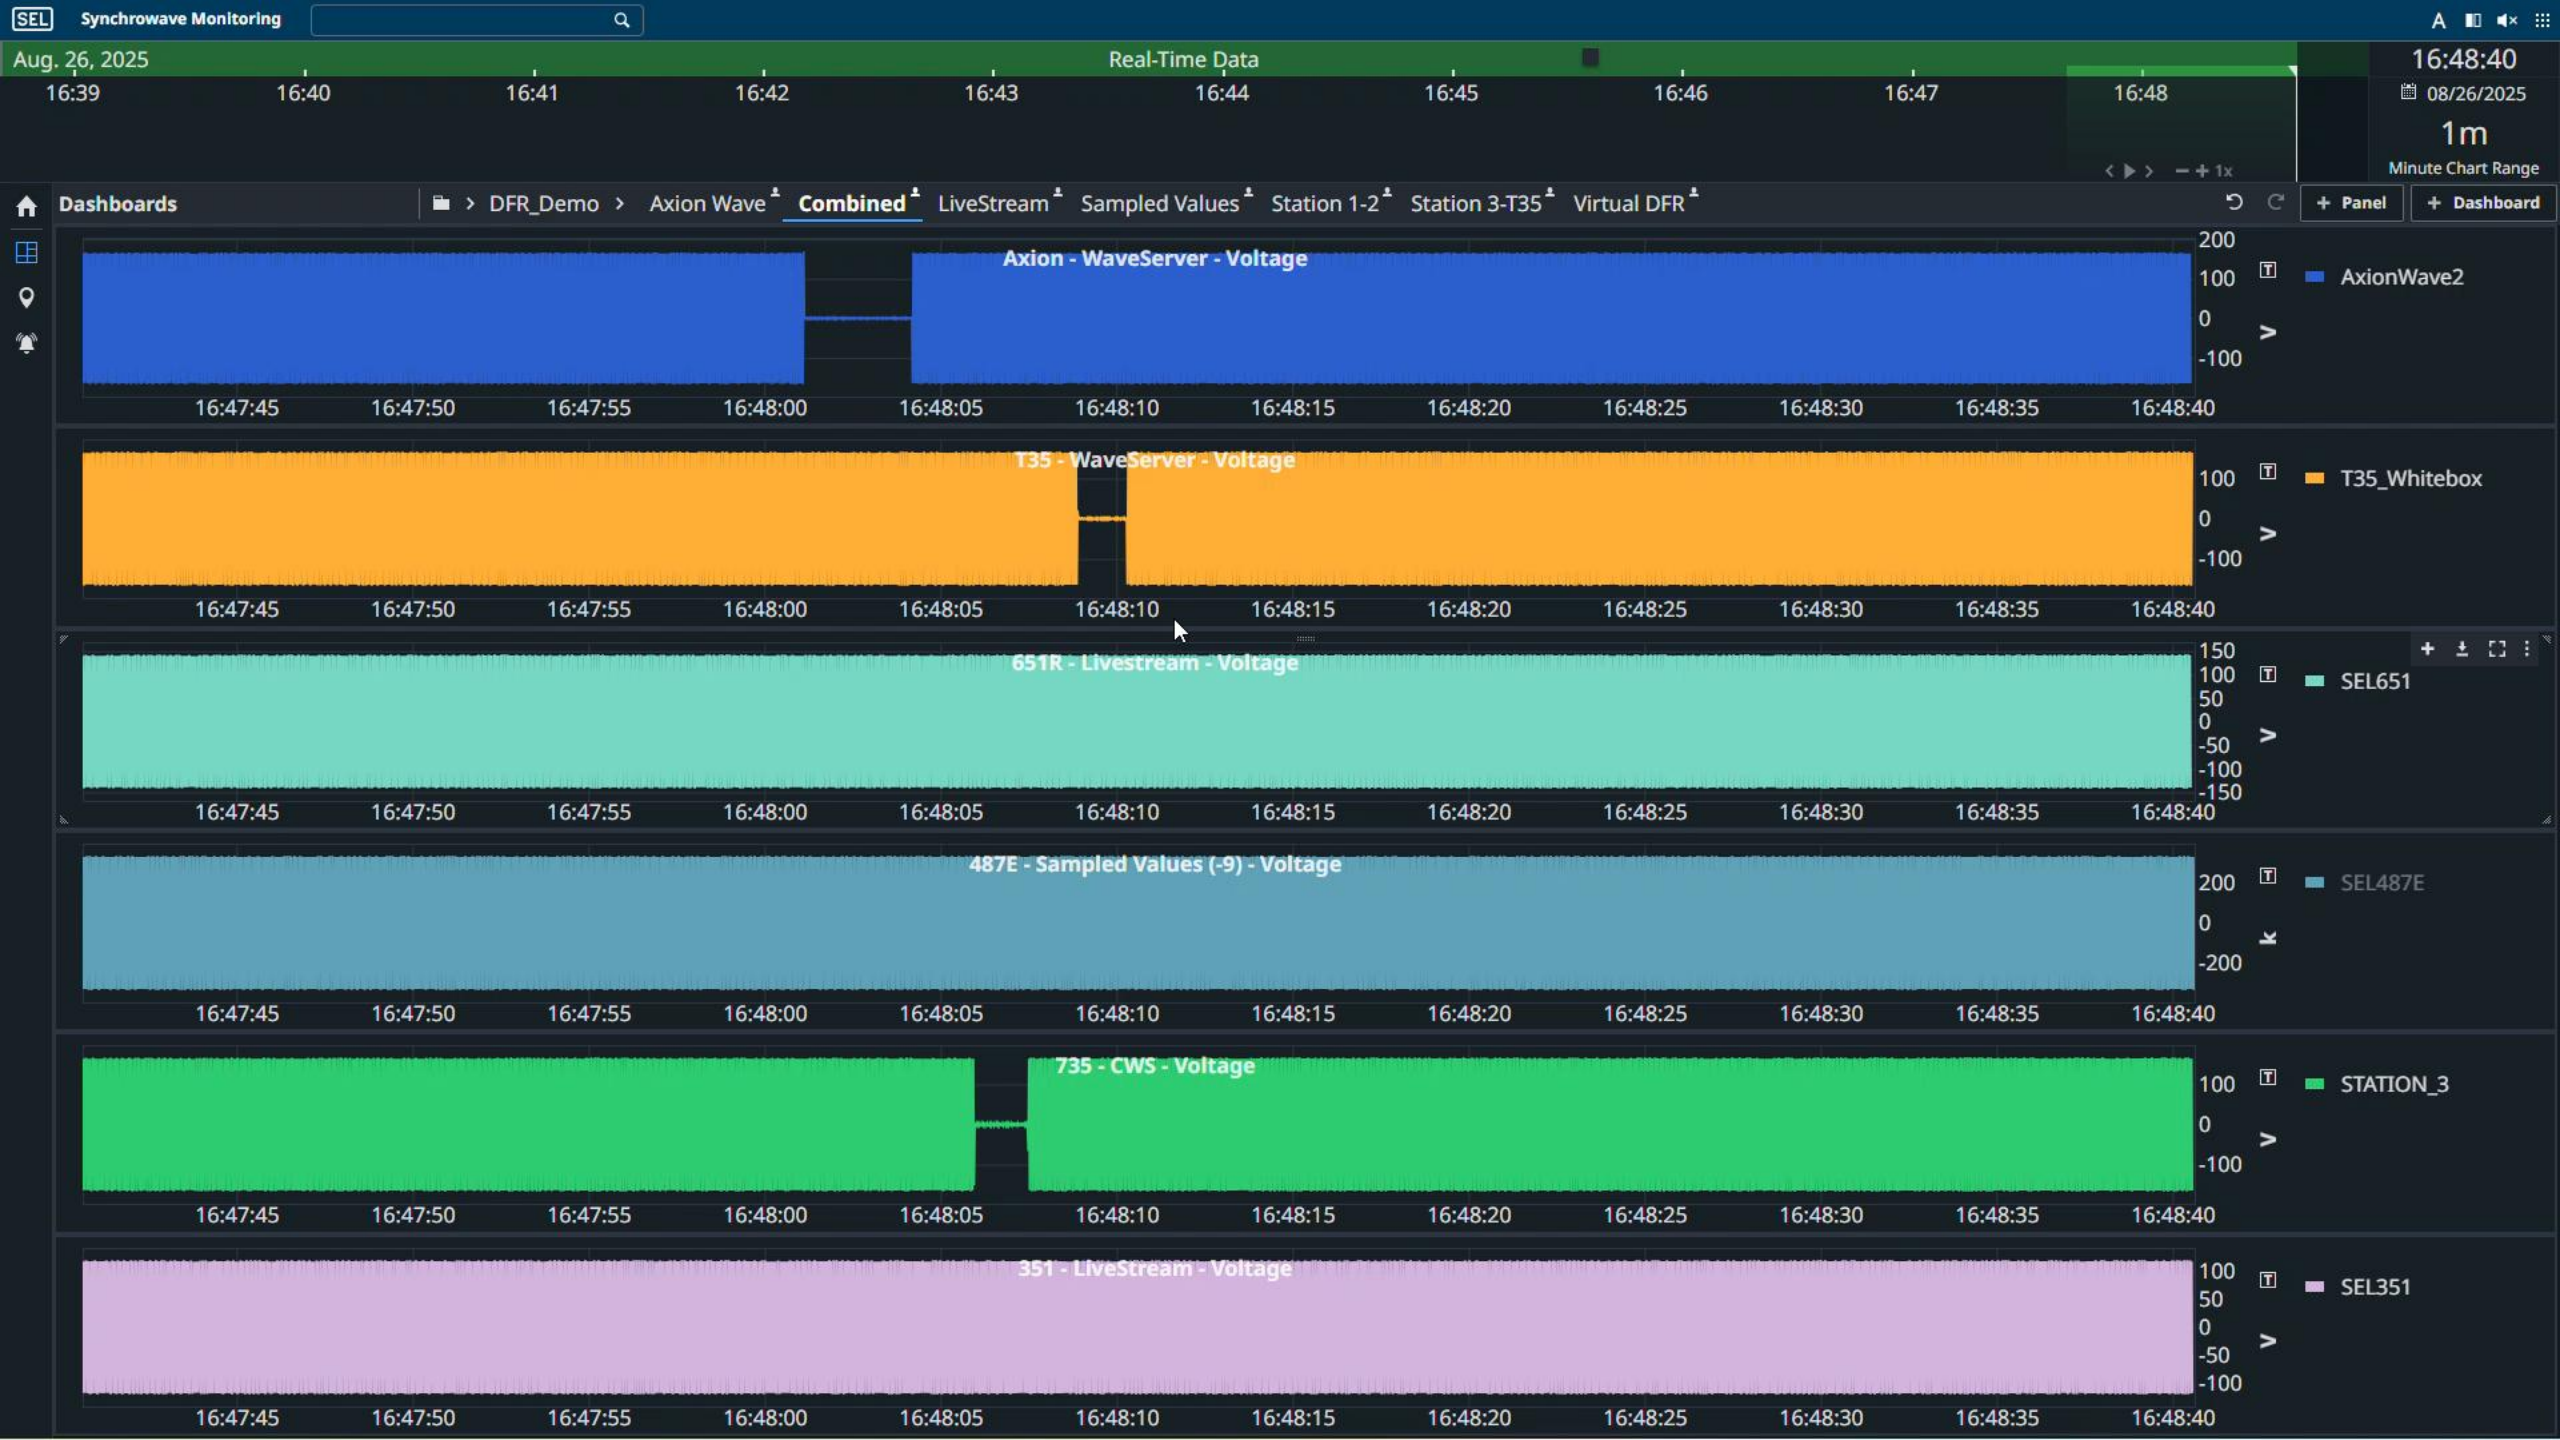 SEL Synchrowave Monitoring A
Aug. 26, 2025 Real-Time Data 16:48:40
16:39 16:40 16:41 16:42 16:43 16:44 16:45 16:46 16:47 16:48 08/26/2025
1m
1x Minute Chart Range
Dashboards > DFR_Demo > Axion Wave Combined LiveStream Sampled Values Station 1-2 Station 3-T35 Virtual DFR + Panel + Dashboard
Axion - WaveServer - Voltage
200
100
0
-100
T
V
AxionWave2
16:47:45 16:47:50 16:47:55 16:48:00 16:48:05 16:48:10 16:48:15 16:48:20 16:48:25 16:48:30 16:48:35 16:48:40
T35 - WaveServer - Voltage
100
0
-100
T
V
T35_Whitebox
16:47:45 16:47:50 16:47:55 16:48:00 16:48:05 16:48:10 16:48:15 16:48:20 16:48:25 16:48:30 16:48:35 16:48:40
651R - Livestream - Voltage
150
100
50
0
-50
-100
-150
T
V
SEL651
16:47:45 16:47:50 16:47:55 16:48:00 16:48:05 16:48:10 16:48:15 16:48:20 16:48:25 16:48:30 16:48:35 16:48:40
487E - Sampled Values (-9) - Voltage
200
0
-200
T
k
SEL487E
16:47:45 16:47:50 16:47:55 16:48:00 16:48:05 16:48:10 16:48:15 16:48:20 16:48:25 16:48:30 16:48:35 16:48:40
735 - CWS - Voltage
100
0
-100
T
V
STATION_3
16:47:45 16:47:50 16:47:55 16:48:00 16:48:05 16:48:10 16:48:15 16:48:20 16:48:25 16:48:30 16:48:35 16:48:40
351 - LiveStream - Voltage
100
50
0
-50
-100
T
V
SEL351
16:47:45 16:47:50 16:47:55 16:48:00 16:48:05 16:48:10 16:48:15 16:48:20 16:48:25 16:48:30 16:48:35 16:48:40